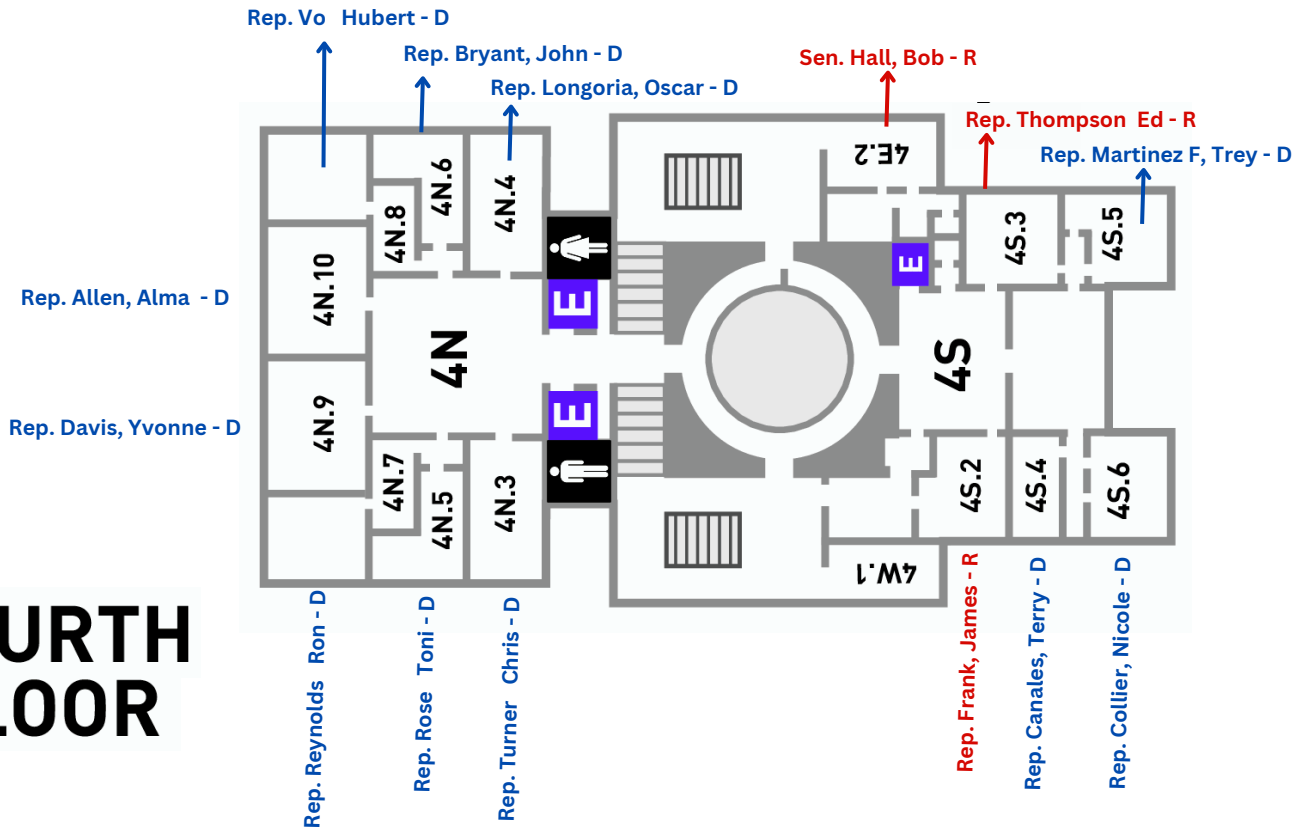 Rep. Vo Hubert - D
Rep. Bryant, John - D
Rep. Longoria, Oscar - D
Sen. Hall, Bob - R
Rep. Thompson Ed - R
Rep. Martinez F, Trey - D
4E.2
4N.6
4N.4
4N.8
4S.3
4S.5
4N.10
E
E
Rep. Allen, Alma - D
4N
4S
Rep. Davis, Yvonne - D
4N.9
E
4N.7
4N.5
4N.3
4S.2
4S.4
4S.6
4W.1
URTH
LOOR
Rep. Reynolds Ron - D
Rep. Rose Toni - D
Rep. Turner Chris - D
Rep. Frank, James - R
Rep. Canales, Terry - D
Rep. Collier, Nicole - D